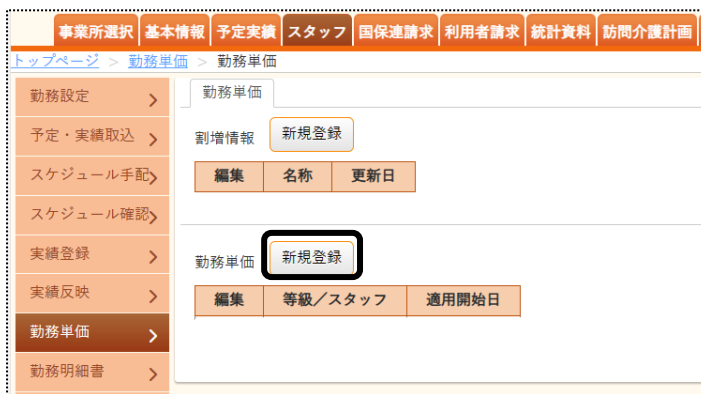 事業所選択 基本情報 予定実績 スタッフ 国保連請求 利用者請求 統計資料 訪問介護計画
トップページ > 勤務単価 > 勤務単価
勤務設定
予定・実績取込
スケジュール手配
スケジュール確認
実績登録
実績反映
勤務単価
勤務明細書
勤務単価
割増情報 新規登録
編集 名称 更新日
勤務単価 新規登録
編集 等級／スタッフ 適用開始日